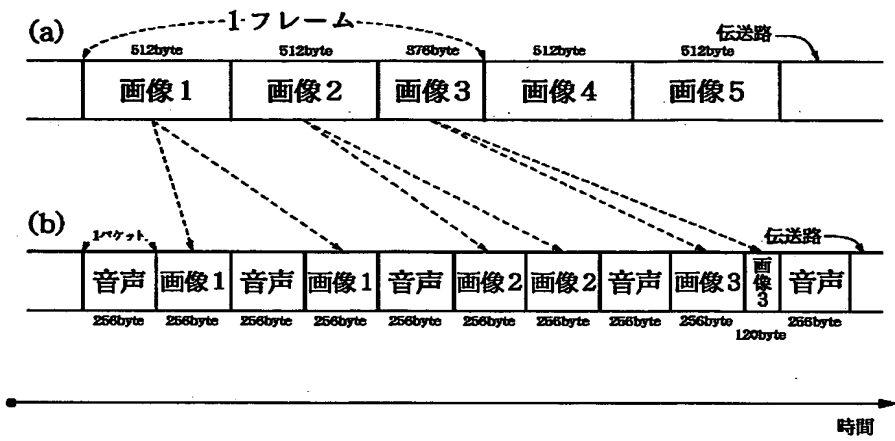 (a)
1フレーム
伝送路
512byte 512byte 376byte 512byte 512byte
画像1 画像2 画像3 画像4 画像5
(b)
1パケット
伝送路
音声 画像1 音声 画像1 音声 画像2 画像2 音声 画像3 画像3 音声
256byte 256byte 256byte 256byte 256byte 256byte 256byte 256byte 256byte 120byte 256byte
時間